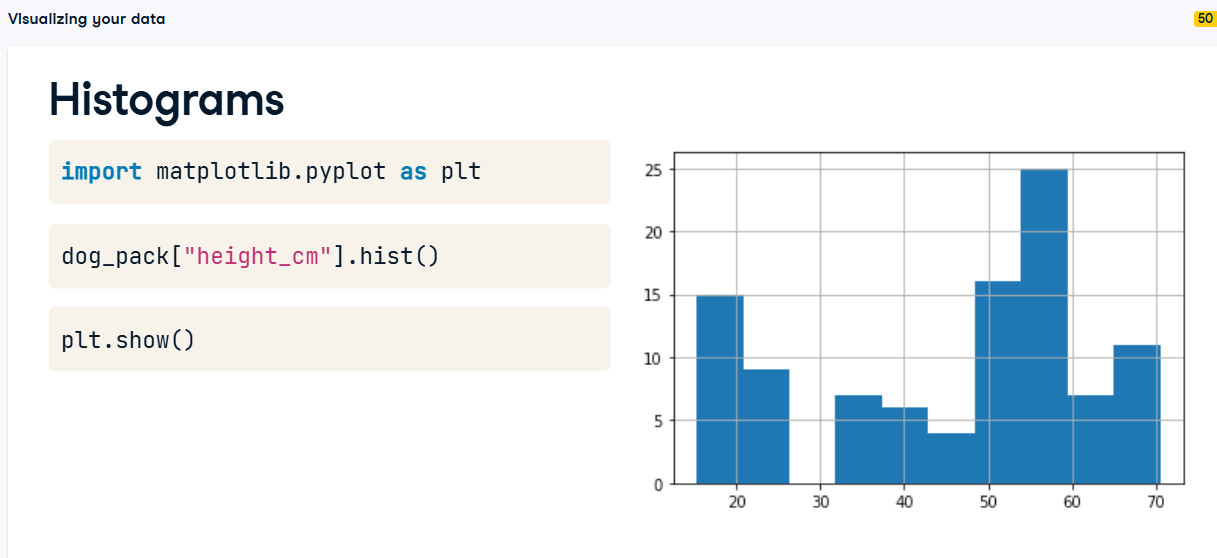 Visualizing your data
50
Histograms
import matplotlib.pyplot as plt
dog_pack["height_cm"].hist()
plt.show()
25
20
15
10
5
0
20 30 40 50 60 70